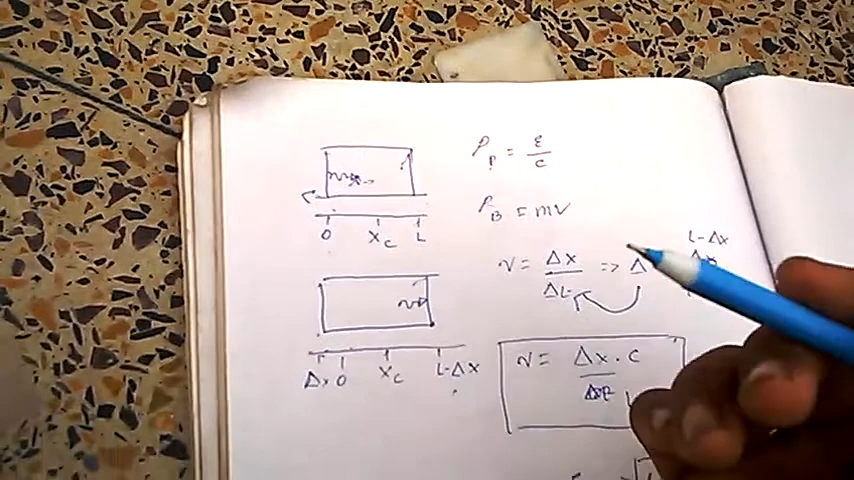 P_P = E/C
0 X_C L
P_B = mv
L-Δx
v = Δx/Δt => Δ
Δx 0 X_C L-Δx
v = Δx · c